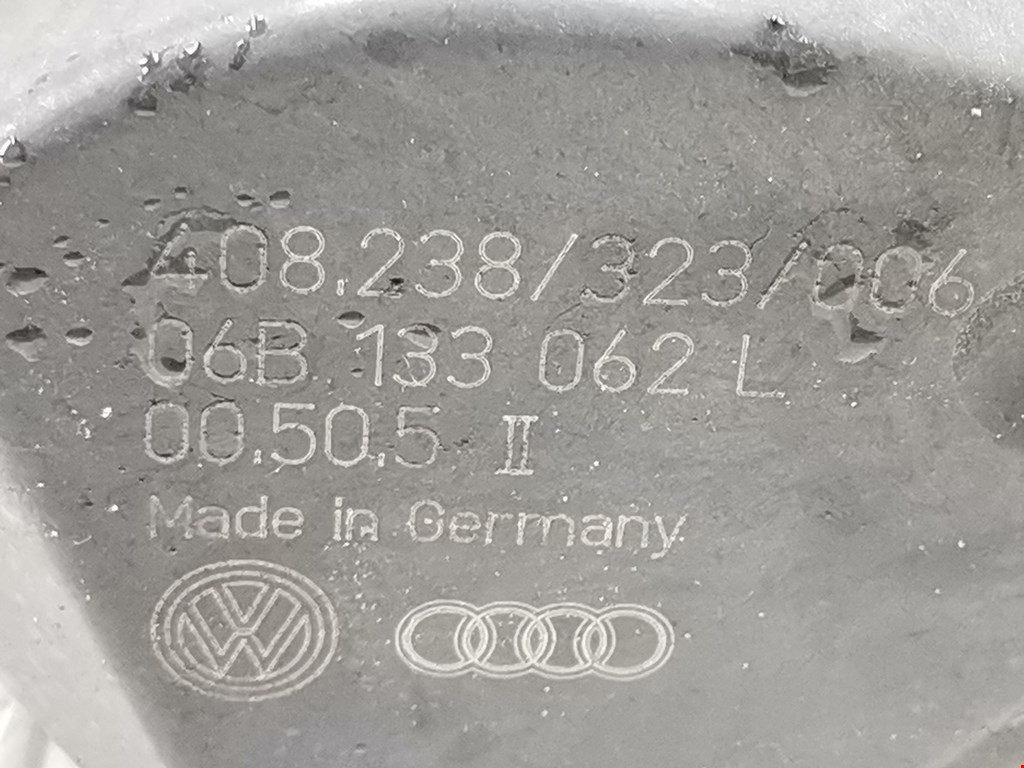 408.238/323/006
06B 133 062 L
00.50.5 II
Made in Germany